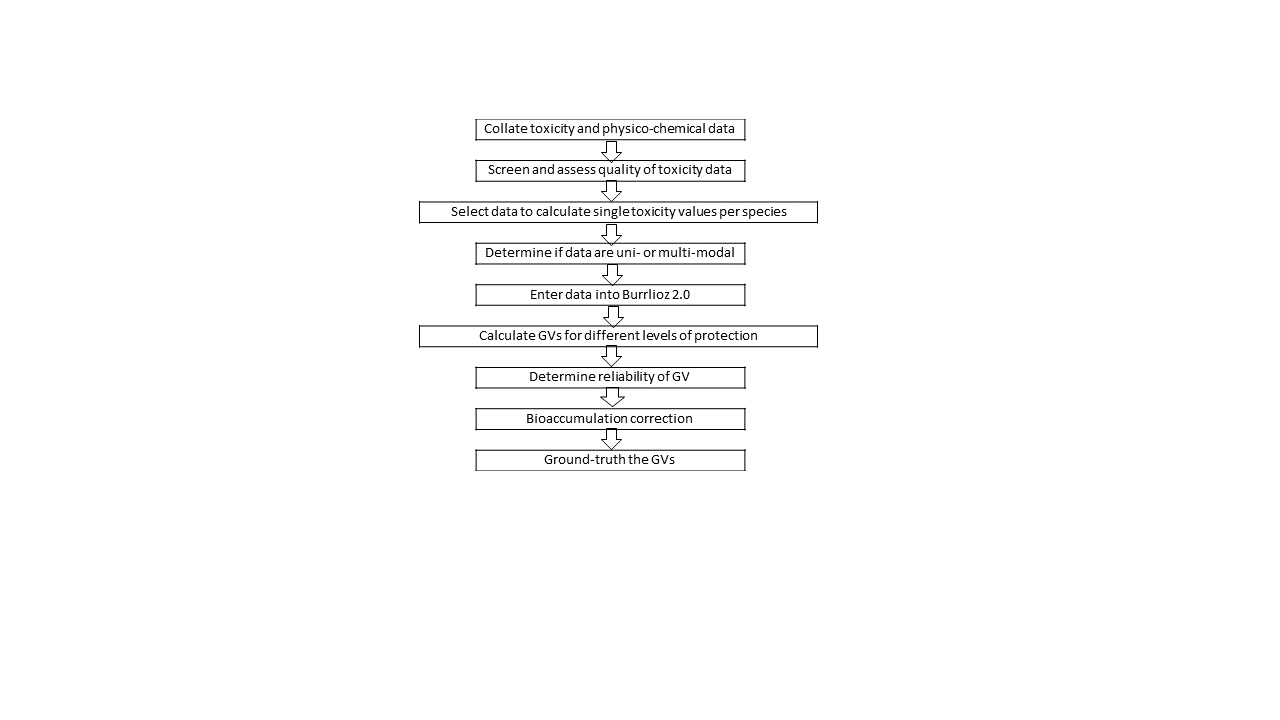 Collate toxicity and physico-chemical data
Screen and assess quality of toxicity data
Select data to calculate single toxicity values per species
Determine if data are uni- or multi-modal
Enter data into Burrlioz 2.0
Calculate GVs for different levels of protection
Determine reliability of GV
Bioaccumulation correction
Ground-truth the GVs